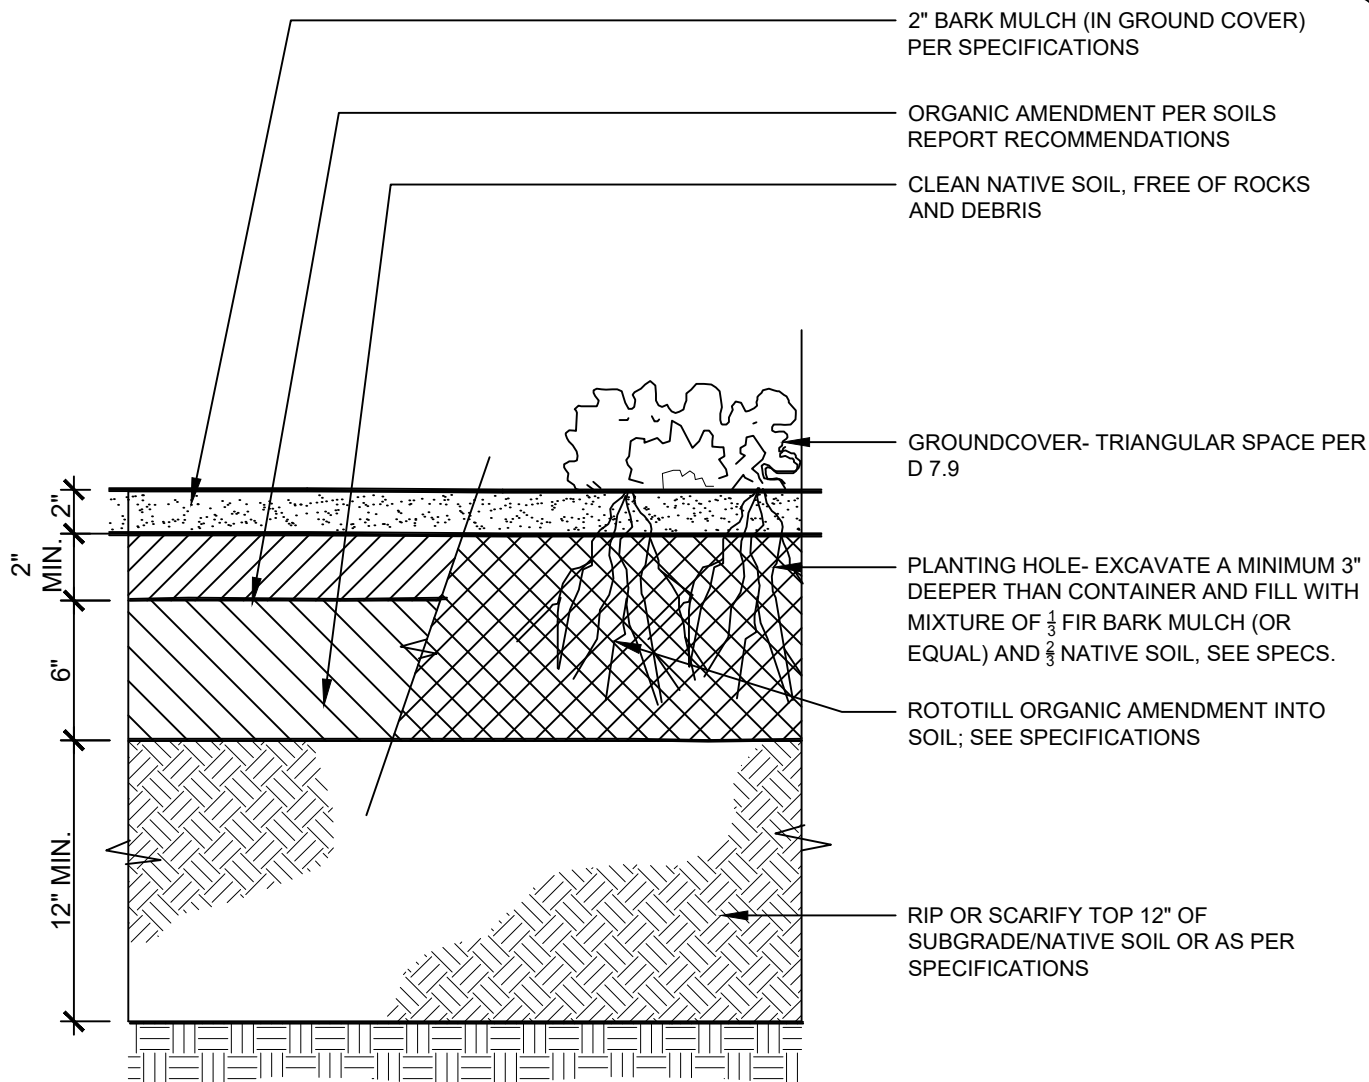 2" BARK MULCH (IN GROUND COVER)
PER SPECIFICATIONS
ORGANIC AMENDMENT PER SOILS
REPORT RECOMMENDATIONS
CLEAN NATIVE SOIL, FREE OF ROCKS
AND DEBRIS
GROUNDCOVER- TRIANGULAR SPACE PER
D 7.9
PLANTING HOLE- EXCAVATE A MINIMUM 3"
DEEPER THAN CONTAINER AND FILL WITH
MIXTURE OF 1/3 FIR BARK MULCH (OR
EQUAL) AND 2/3 NATIVE SOIL, SEE SPECS.
ROTOTILL ORGANIC AMENDMENT INTO
SOIL; SEE SPECIFICATIONS
RIP OR SCARIFY TOP 12" OF
SUBGRADE/NATIVE SOIL OR AS PER
SPECIFICATIONS
2"
2"
MIN.
6"
12" MIN.